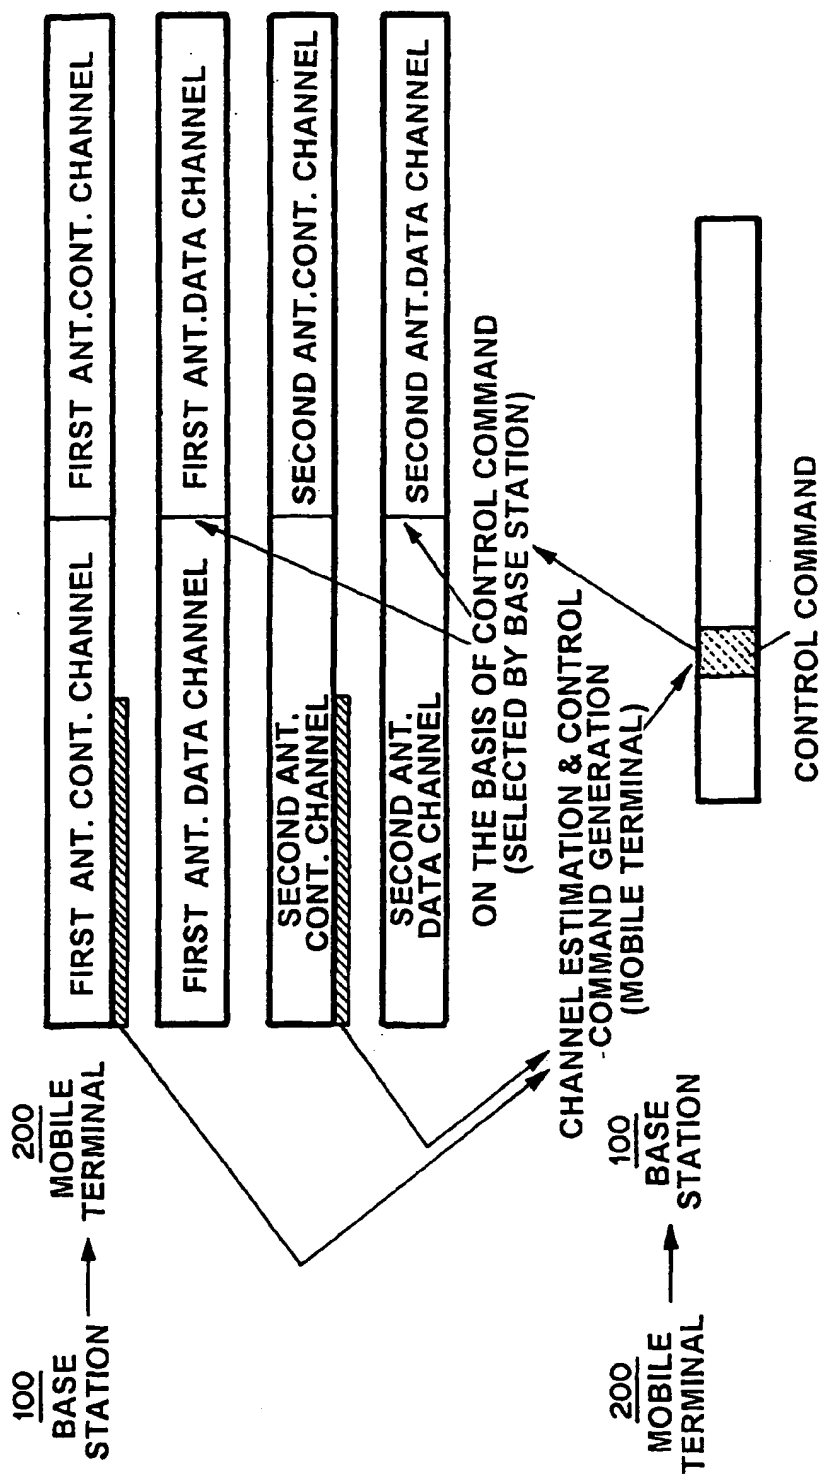 100
BASE
STATION
200
MOBILE
TERMINAL
FIRST ANT. CONT. CHANNEL
FIRST ANT.CONT. CHANNEL
FIRST ANT. DATA CHANNEL
FIRST ANT.DATA CHANNEL
SECOND ANT.
CONT. CHANNEL
SECOND ANT.CONT. CHANNEL
SECOND ANT.
DATA CHANNEL
SECOND ANT.DATA CHANNEL
ON THE BASIS OF CONTROL COMMAND
(SELECTED BY BASE STATION)
CHANNEL ESTIMATION & CONTROL
COMMAND GENERATION
(MOBILE TERMINAL)
200
MOBILE
TERMINAL
100
BASE
STATION
CONTROL COMMAND